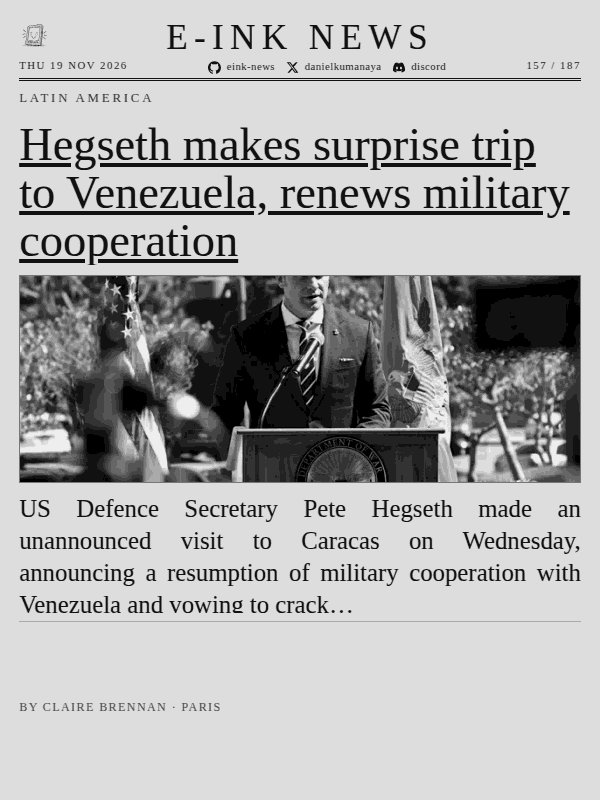 E-INK NEWS
THU 19 NOV 2026
eink-news danielkumanaya discord
157 / 187
LATIN AMERICA
Hegseth makes surprise trip
to Venezuela, renews military
cooperation
DEPARTMENT OF WAR
US Defence Secretary Pete Hegseth made an
unannounced visit to Caracas on Wednesday,
announcing a resumption of military cooperation with
Venezuela and vowing to crack…
BY CLAIRE BRENNAN · PARIS